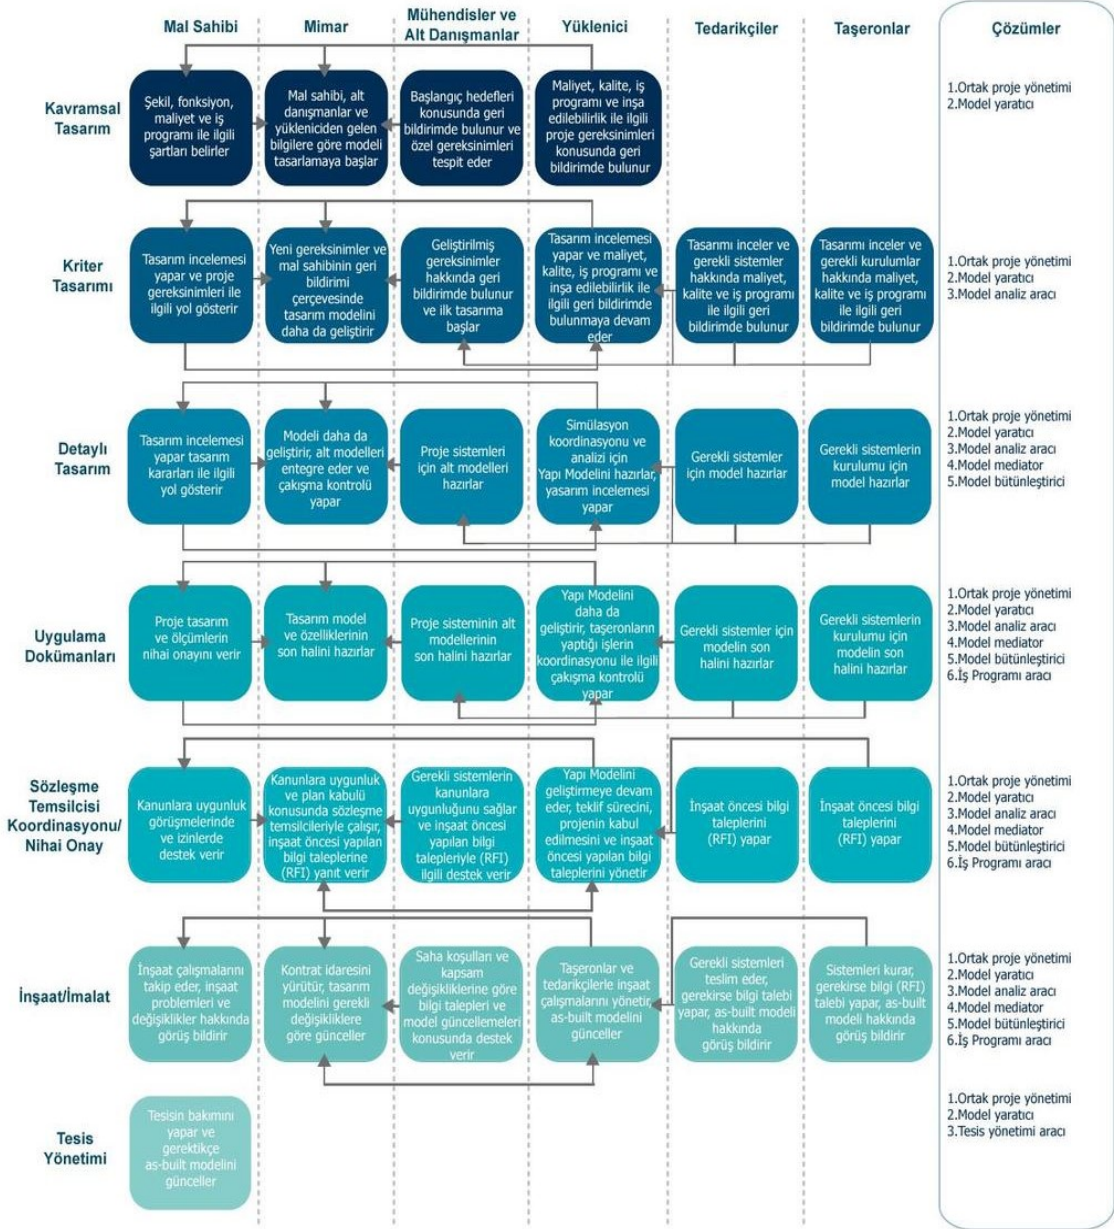 Mal Sahibi
Mimar
Mühendisler ve
Alt Danışmanlar
Yüklenici
Tedarikçiler
Taşeronlar
Çözümler
Kavramsal
Tasarım
Şekil, fonksiyon,
maliyet ve iş
programı ile ilgili
şartları belirler
Mal sahibi, alt
danışmanlar ve
yükleniciden gelen
bilgilere göre modeli
tasarlamaya başlar
Başlangıç hedefleri
konusunda geri
bildirimde bulunur ve
özel gereksinimleri
tespit eder
Maliyet, kalite, iş
programı ve inşa
edilebilirlik ile ilgili
proje gereksinimleri
konusunda geri
bildirimde bulunur
1.Ortak proje yönetimi
2.Model yaratıcı
Kriter
Tasarımı
Tasarım incelemesi
yapar ve proje
gereksinimleri ile
ilgili yol gösterir
Yeni gereksinimler ve
mal sahibinin geri
bildirimi
çerçevesinde
tasarım modelini
daha da geliştirir
Geliştirilmiş
gereksinimler
hakkında geri
bildirimde bulunur
ve ilk tasarıma
başlar
Tasarım incelemesi
yapar ve maliyet,
kalite, iş programı ve
inşa edilebilirlik ile
ilgili geri bildirimde
bulunmaya devam
eder
Tasarımı inceler ve
gerekli sistemler
hakkında maliyet,
kalite ve iş programı
ile ilgili geri
bildirimde bulunur
Tasarımı inceler ve
gerekli kurulumlar
hakkında maliyet,
kalite ve iş programı
ile ilgili geri
bildirimde bulunur
1.Ortak proje yönetimi
2.Model yaratıcı
3.Model analiz aracı
Detaylı
Tasarım
Tasarım incelemesi
yapar tasarım
kararları ile ilgili
yol gösterir
Modeli daha da
geliştirir, alt modelleri
entegre eder ve
çakışma kontrolü
yapar
Proje sistemleri
için alt modelleri
hazırlar
Simülasyon
koordinasyonu ve
analizi için
Yapı Modelini hazırlar,
yasarım incelemesi
yapar
Gerekli sistemler
için model hazırlar
Gerekli sistemlerin
kurulumu için
model hazırlar
1.Ortak proje yönetimi
2.Model yaratıcı
3.Model analiz aracı
4.Model mediator
5.Model bütünleştirici
Uygulama
Dokümanları
Proje tasarım
ve ölçümlerin
nihai onayını verir
Tasarım model
ve özelliklerinin
son halini hazırlar
Proje sisteminin alt
modellerinin
son halini hazırlar
Yapı Modelini
daha da
geliştirir, taşeronların
yaptığı işlerin
koordinasyonu ile ilgili
çakışma kontrolü
yapar
Gerekli sistemler için
modelin son halini
hazırlar
Gerekli sistemlerin
kurulumu için
modelin son halini
hazırlar
1.Ortak proje yönetimi
2.Model yaratıcı
3.Model analiz aracı
4.Model mediator
5.Model bütünleştirici
6.İş Programı aracı
Sözleşme
Temsilcisi
Koordinasyonu/
Nihai Onay
Kanunlara uygunluk
görüşmelerinde
ve izinlerde
destek verir
Kanunlara uygunluk
ve plan kabulü
konusunda sözleşme
temsilcileriyle çalışır,
inşaat öncesi yapılan
bilgi taleplerine
(RFI) yanıt verir
Gerekli sistemlerin
kanunlara
uygunluğunu sağlar
ve inşaat öncesi
yapılan bilgi
talepleriyle (RFI)
ilgili destek verir
Yapı Modelini
geliştirmeye devam
eder, teklif sürecini,
projenin kabul
edilmesini ve inşaat
öncesi yapılan bilgi
taleplerini yönetir
İnşaat öncesi bilgi
taleplerini
(RFI) yapar
İnşaat öncesi bilgi
taleplerini
(RFI) yapar
1.Ortak proje yönetimi
2.Model yaratıcı
3.Model analiz aracı
4.Model mediator
5.Model bütünleştirici
6.İş Programı aracı
İnşaat/İmalat
İnşaat çalışmalarını
takip eder, inşaat
problemleri ve
değişiklikler hakkında
görüş bildirir
Kontrat idaresini
yürütür, tasarım
modelini gerekli
değişikliklere
göre günceller
Saha koşulları ve
kapsam
değişikliklerine göre
bilgi talepleri ve
model güncellemeleri
konusunda destek
verir
Taşeronlar ve
tedarikçilerle inşaat
çalışmalarını yönetir,
as-built modelini
günceller
Gerekli sistemleri
teslim eder,
gerekirse bilgi talebi
yapar, as-built modeli
hakkında
görüş bildirir
Sistemleri kurar,
gerekirse bilgi (RFI)
talebi yapar, as-built
modeli hakkında
görüş bildirir
1.Ortak proje yönetimi
2.Model yaratıcı
3.Model analiz aracı
4.Model mediator
5.Model bütünleştirici
6.İş Programı aracı
Tesis
Yönetimi
Tesisin bakımını
yapar ve
gerektikçe
as-built modelini
günceller
1.Ortak proje yönetimi
2.Model yaratıcı
3.Tesis yönetimi aracı